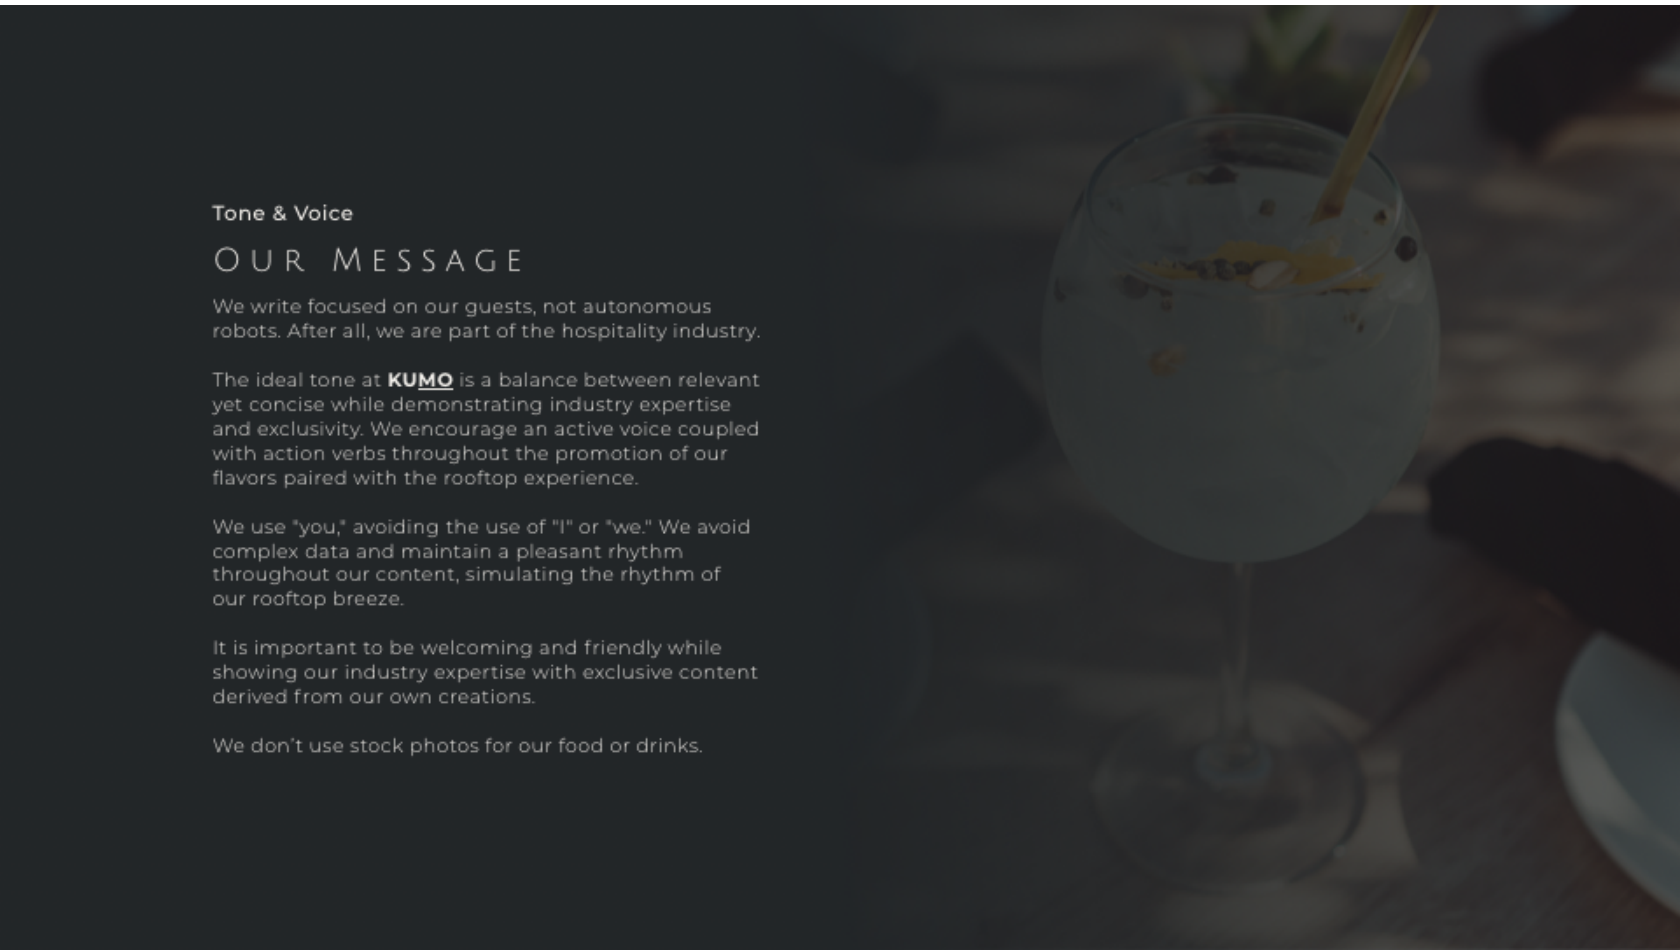 Tone & Voice
Our Message
We write focused on our guests, not autonomous
robots. After all, we are part of the hospitality industry.
The ideal tone at KUMO is a balance between relevant
yet concise while demonstrating industry expertise
and exclusivity. We encourage an active voice coupled
with action verbs throughout the promotion of our
flavors paired with the rooftop experience.
We use "you," avoiding the use of "I" or "we." We avoid
complex data and maintain a pleasant rhythm
throughout our content, simulating the rhythm of
our rooftop breeze.
It is important to be welcoming and friendly while
showing our industry expertise with exclusive content
derived from our own creations.
We don’t use stock photos for our food or drinks.